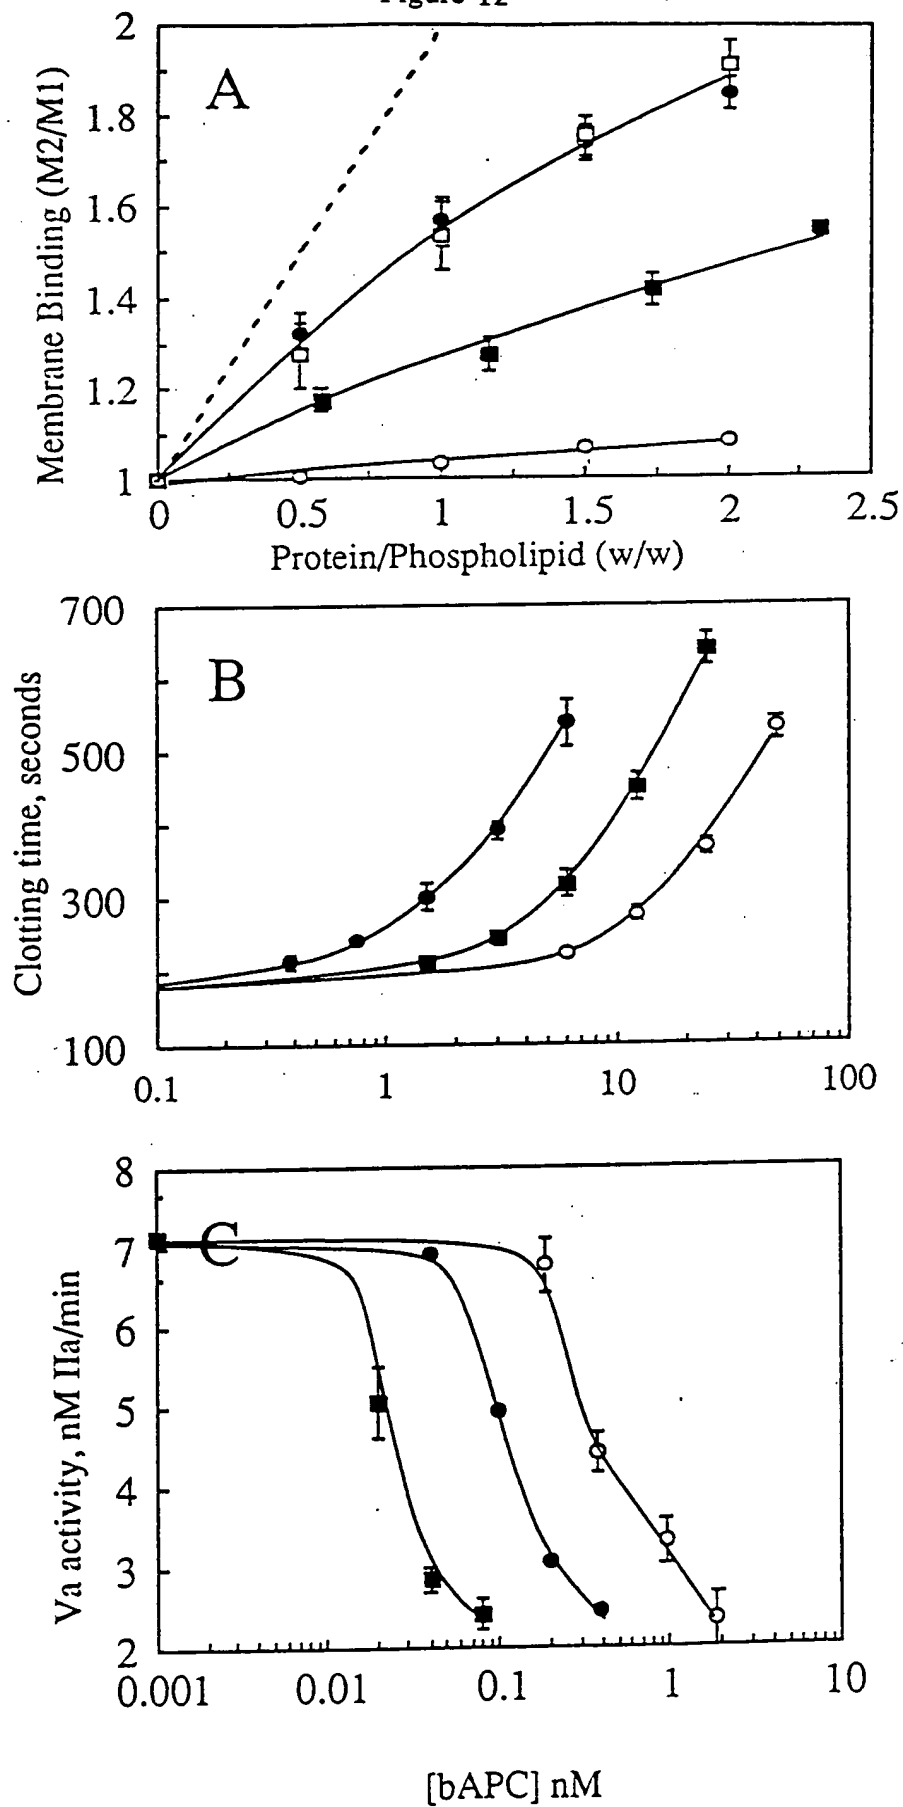 Figure 12
A
Membrane Binding (M2/M1)
2
1.8
1.6
1.4
1.2
1
0 0.5 1 1.5 2 2.5
Protein/Phospholipid (w/w)
B
Clotting time, seconds
700
500
300
100
0.1 1 10 100
C
Va activity, nM IIa/min
8
7
6
5
4
3
2
0.001 0.01 0.1 1 10
[bAPC] nM